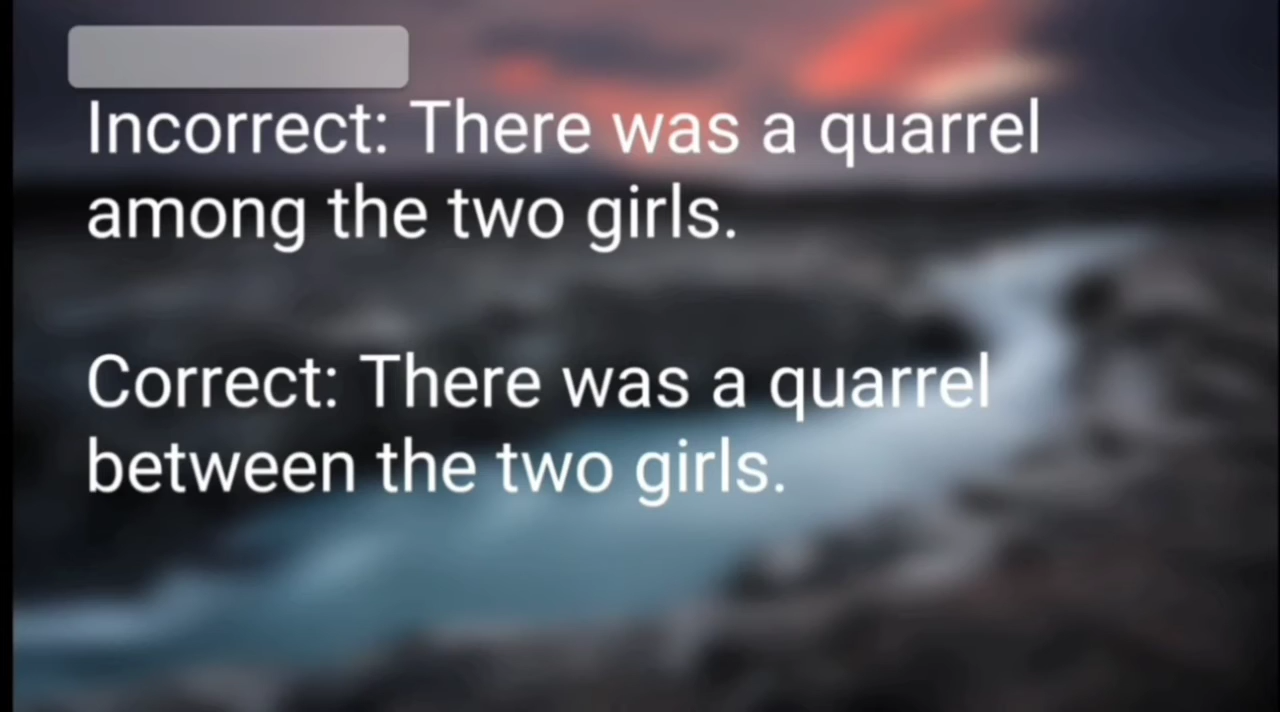 Incorrect: There was a quarrel
among the two girls.
Correct: There was a quarrel
between the two girls.